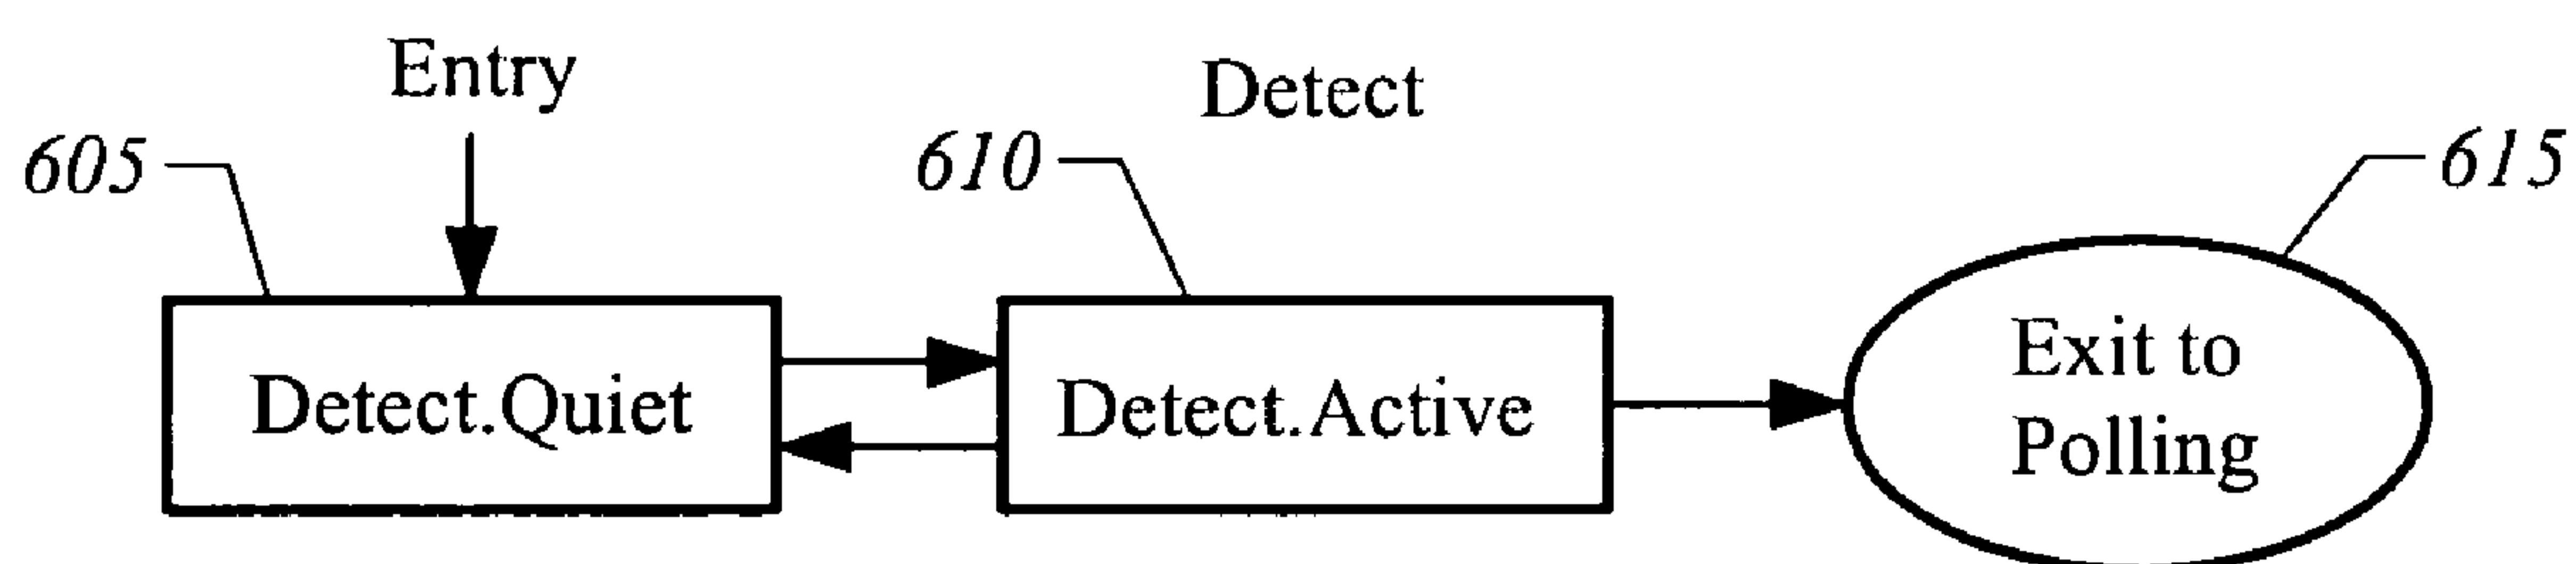 Entry
Detect
605
610
615
Detect.Quiet
Detect.Active
Exit to
Polling